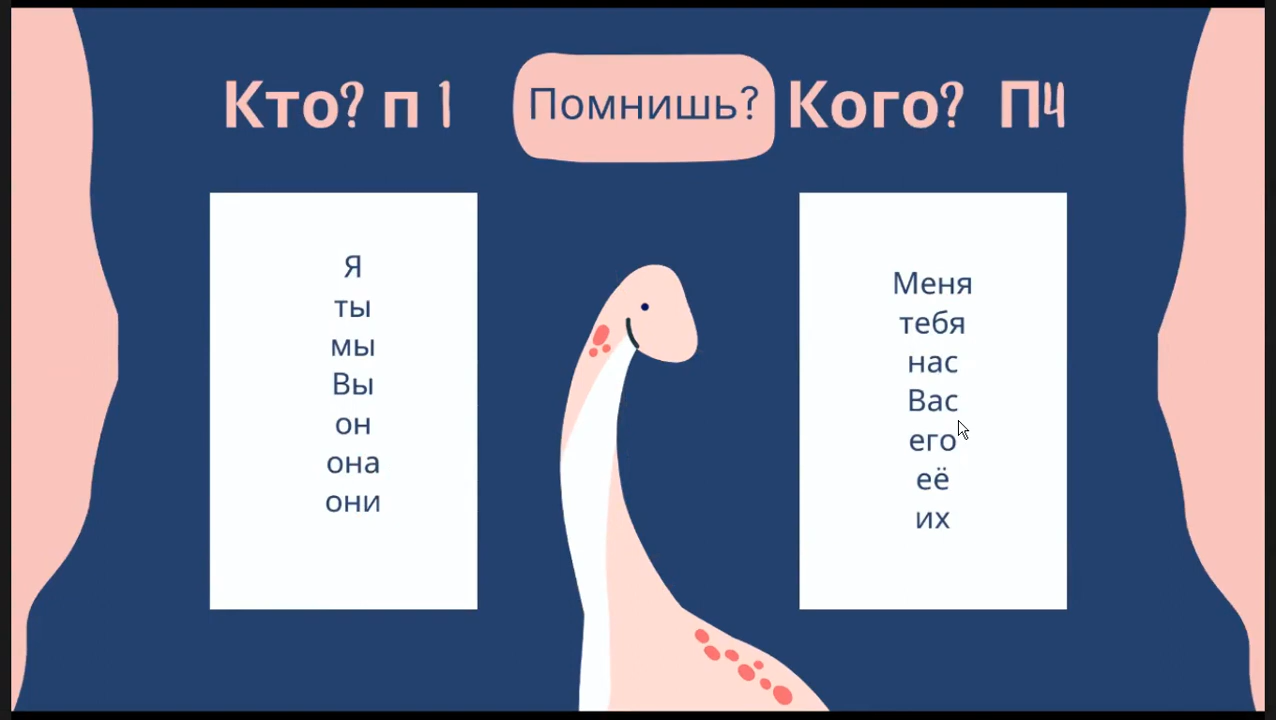 Кто? п 1
Помнишь?
Кого? П4
Я
ты
мы
Вы
он
она
они
Меня
тебя
нас
Вас
его
её
их